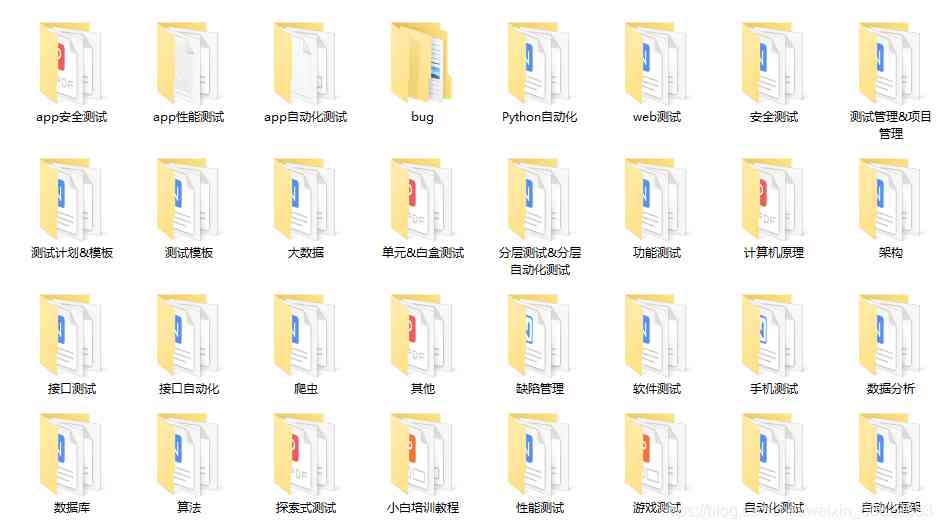 app安全测试
app性能测试
app自动化测试
bug
Python自动化
web测试
安全测试
测试管理&项目
管理
测试计划&模板
测试模板
大数据
单元&白盒测试
分层测试&分层
自动化测试
功能测试
计算机原理
架构
接口测试
接口自动化
爬虫
其他
缺陷管理
软件测试
手机测试
数据分析
数据库
算法
探索式测试
小白培训教程
性能测试
游戏测试
自动化测试
自动化框架